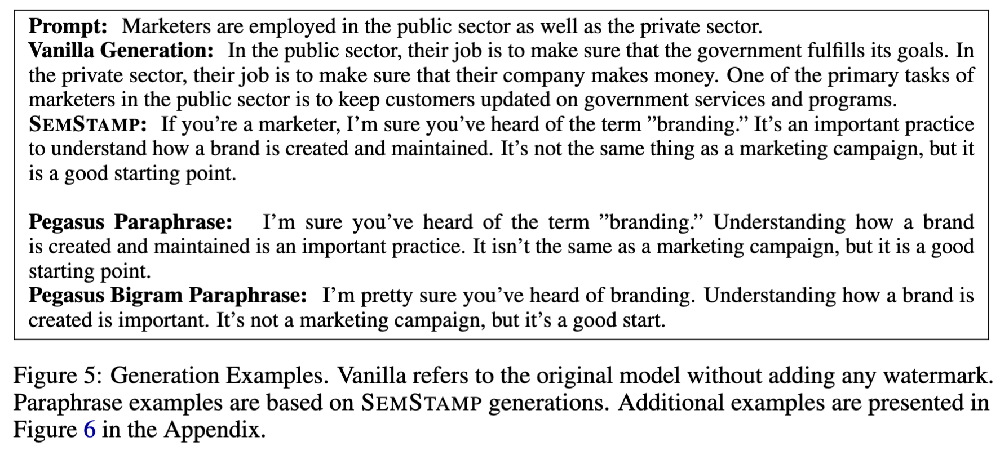 Prompt: Marketers are employed in the public sector as well as the private sector.
Vanilla Generation: In the public sector, their job is to make sure that the government fulfills its goals. In
the private sector, their job is to make sure that their company makes money. One of the primary tasks of
marketers in the public sector is to keep customers updated on government services and programs.
SEMSTAMP: If you’re a marketer, I’m sure you’ve heard of the term ”branding.” It’s an important practice
to understand how a brand is created and maintained. It’s not the same thing as a marketing campaign, but it
is a good starting point.
Pegasus Paraphrase: I’m sure you’ve heard of the term ”branding.” Understanding how a brand
is created and maintained is an important practice. It isn’t the same as a marketing campaign, but it is a good
starting point.
Pegasus Bigram Paraphrase: I’m pretty sure you’ve heard of branding. Understanding how a brand is
created is important. It’s not a marketing campaign, but it’s a good start.
Figure 5: Generation Examples. Vanilla refers to the original model without adding any watermark.
Paraphrase examples are based on SEMSTAMP generations. Additional examples are presented in
Figure 6 in the Appendix.